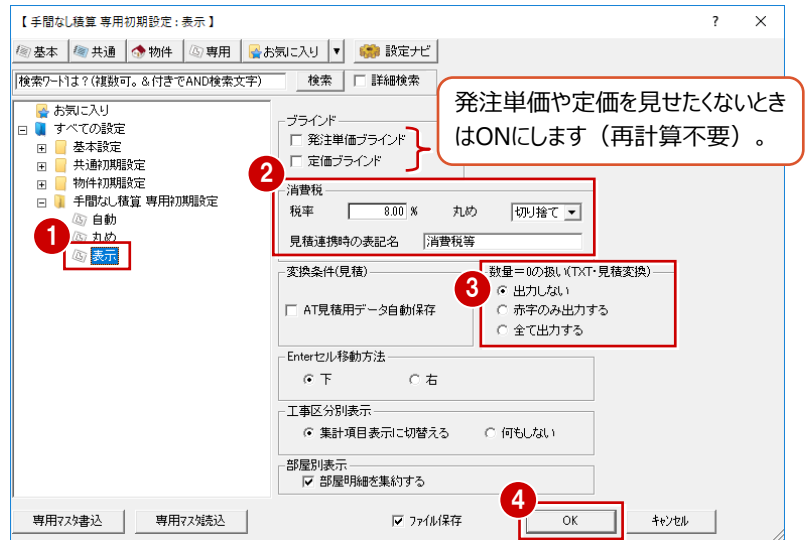 【 手間なし積算 専用初期設定 : 表示 】 ? ×
基本 共通 物件 専用 お気に入り ▼ 設定ナビ
検索ワードは?(複数可。&付きでAND検索文字) 検索 詳細検索
お気に入り
すべての設定
基本設定
共通初期設定
物件初期設定
手間なし積算 専用初期設定
自動
丸め
表示
1
ブラインド
発注単価ブラインド
定価ブラインド
発注単価や定価を見せたくないとき
はONにします(再計算不要)。
2
消費税
税率 8.00 % 丸め 切り捨て
見積連携時の表記名 消費税等
変換条件(見積)
AT見積用データ自動保存
3
数量=0の扱い(TXT・見積変換)
出力しない
赤字のみ出力する
全て出力する
Enterセル移動方法
下 右
工事区分別表示
集計項目表示に切替える 何もしない
部屋別表示
部屋明細を集約する
4
専用マスタ書込 専用マスタ読込 ファイル保存 OK キャンセル